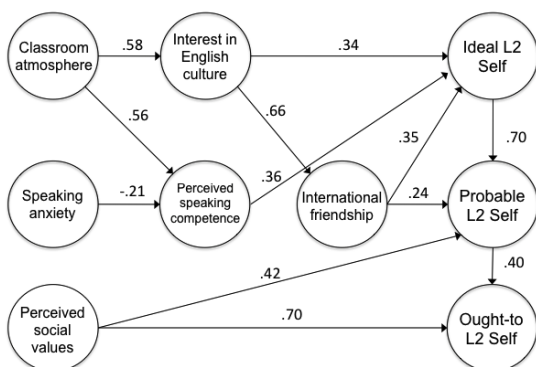 Classroom
atmosphere
.58
Interest in
English
culture
.34
Ideal L2
Self
.56
.66
.35
.70
Speaking
anxiety
-.21
Perceived
speaking
competence
.36
International
friendship
.24
Probable
L2 Self
.42
.40
Perceived
social
values
.70
Ought-to
L2 Self